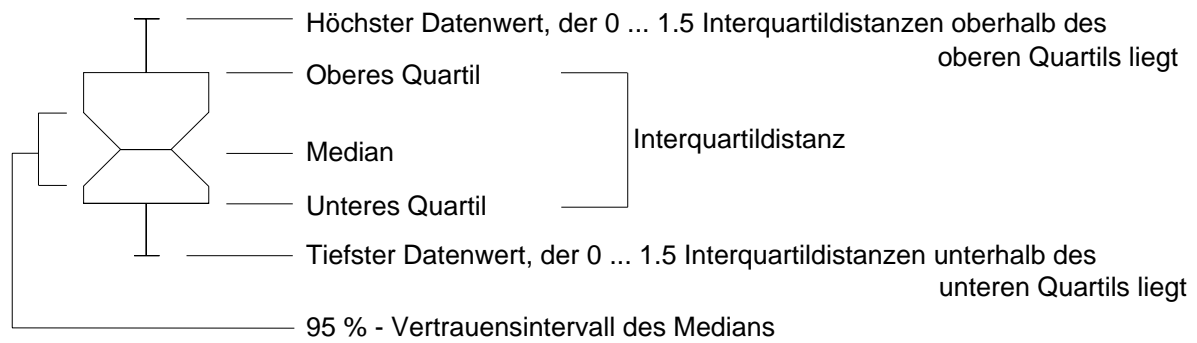 Höchster Datenwert, der 0 ... 1.5 Interquartildistanzen oberhalb des
oberen Quartils liegt
Oberes Quartil
Interquartildistanz
Median
Unteres Quartil
Tiefster Datenwert, der 0 ... 1.5 Interquartildistanzen unterhalb des
unteren Quartils liegt
95 % - Vertrauensintervall des Medians